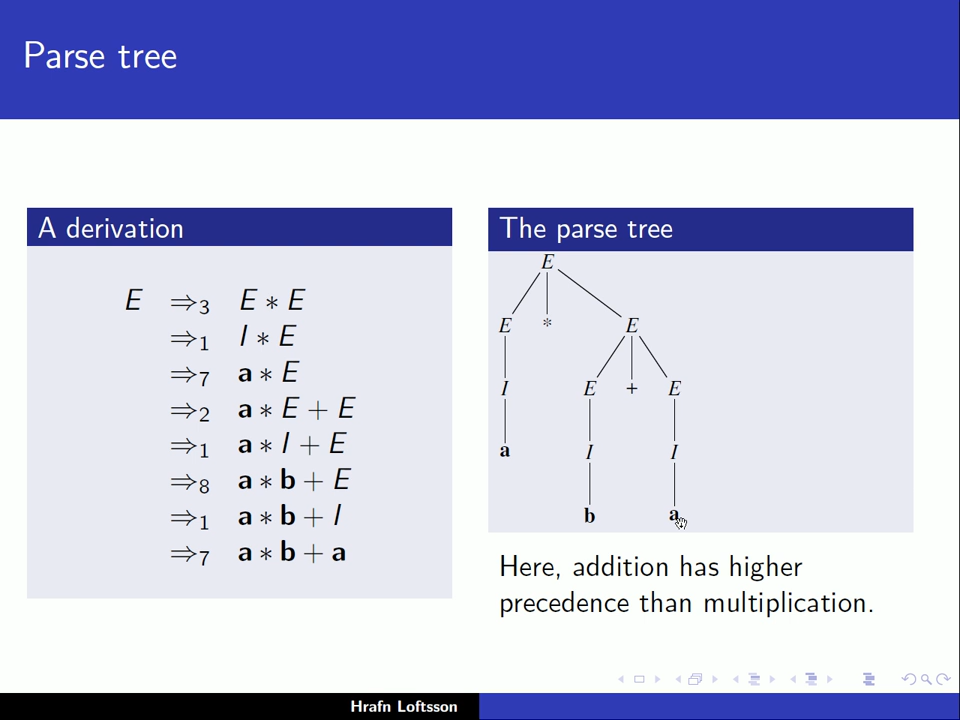 Parse tree
A derivation
E ⇒3 E ∗ E
⇒1 I ∗ E
⇒7 a ∗ E
⇒2 a ∗ E + E
⇒1 a ∗ I + E
⇒8 a ∗ b + E
⇒1 a ∗ b + I
⇒7 a ∗ b + a
The parse tree
E
E * E
I E + E
a I I
b a
Here, addition has higher
precedence than multiplication.
Hrafn Loftsson